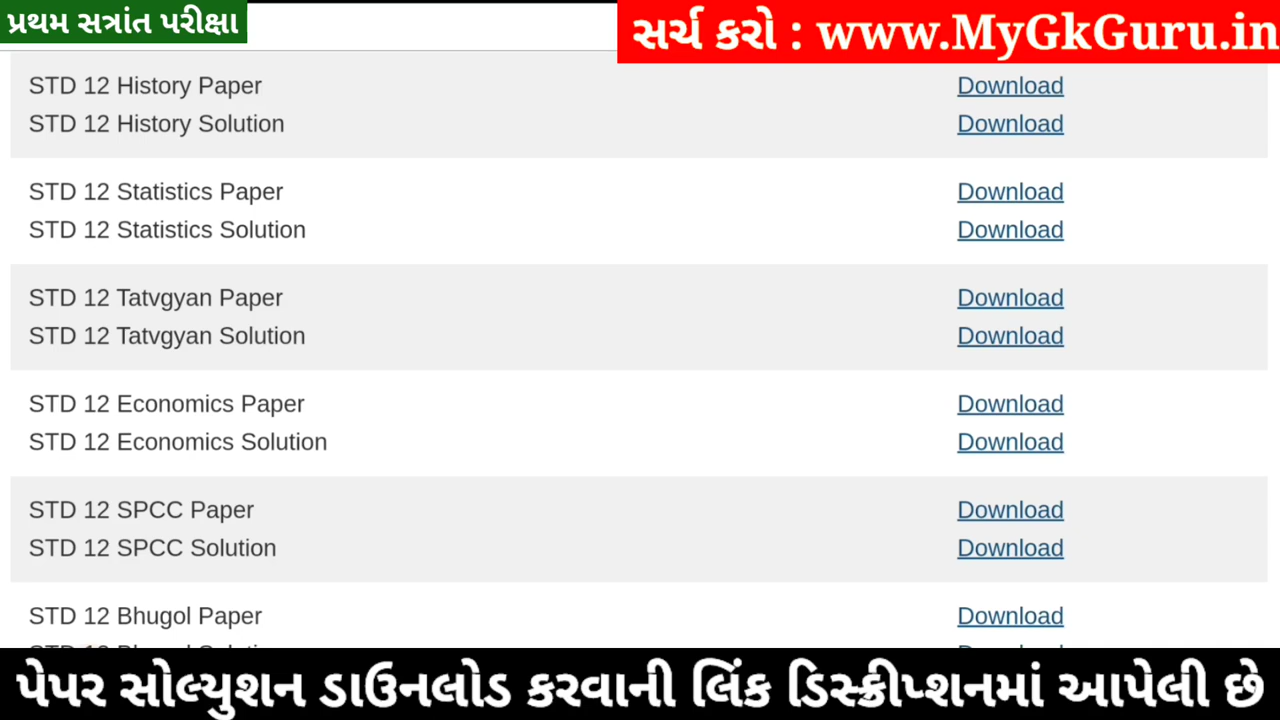 પ્રથમ સત્રાંત પરીક્ષા
સર્ચ કરો : www.MyGkGuru.in
STD 12 History Paper Download
STD 12 History Solution Download
STD 12 Statistics Paper Download
STD 12 Statistics Solution Download
STD 12 Tatvgyan Paper Download
STD 12 Tatvgyan Solution Download
STD 12 Economics Paper Download
STD 12 Economics Solution Download
STD 12 SPCC Paper Download
STD 12 SPCC Solution Download
STD 12 Bhugol Paper Download
પેપર સોલ્યુશન ડાઉનલોડ કરવાની લિંક ડિસ્ક્રીપ્શનમાં આપેલી છે